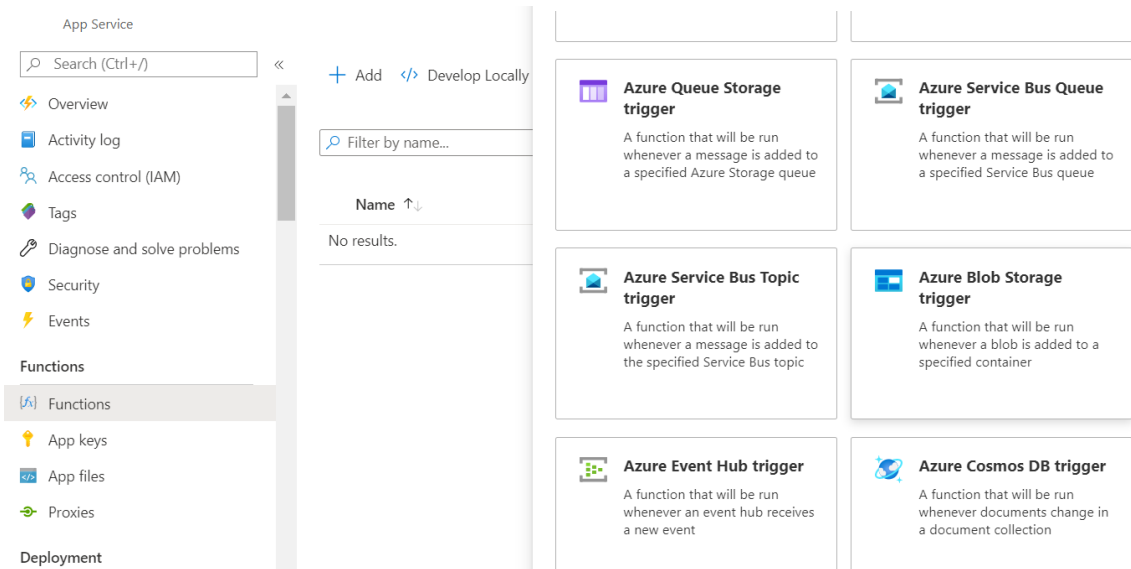 App Service
Search (Ctrl+/)
«
Overview
Activity log
Access control (IAM)
Tags
Diagnose and solve problems
Security
Events
Functions
Functions
App keys
App files
Proxies
Deployment
+ Add </> Develop Locally
Filter by name...
Name ↑↓
No results.
Azure Queue Storage
trigger
A function that will be run
whenever a message is added to
a specified Azure Storage queue
Azure Service Bus Queue
trigger
A function that will be run
whenever a message is added to
a specified Service Bus queue
Azure Service Bus Topic
trigger
A function that will be run
whenever a message is added to
the specified Service Bus topic
Azure Blob Storage
trigger
A function that will be run
whenever a blob is added to a
specified container
Azure Event Hub trigger
A function that will be run
whenever an event hub receives
a new event
Azure Cosmos DB trigger
A function that will be run
whenever documents change in
a document collection